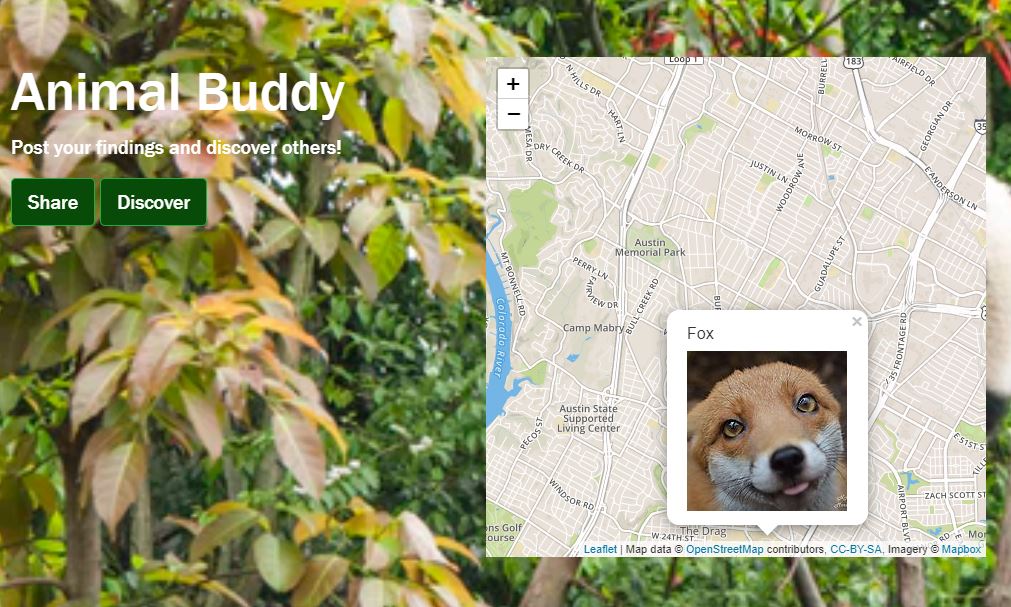 Animal Buddy
Post your findings and discover others!
Share
Discover
+
−
Loop 1
183
BURRELL
FAIRFIELD DR
N HILLS DR
HART LN
MESA DR
DRY CREEK DR
MORROW ST
GEORGIAN DR
35
JUSTIN LN
WOODROW AVE
E ANDERSON LN
Austin
Memorial Park
MT BONNELL RD
PERRY LN
FAIRVIEW DR
BULL CREEK RD
GUADALUPE ST
BUR
Colorado River
Camp Mabry
×
Fox
35 FRONTAGE RD
Austin State
Supported
Living Center
PECOS ST
E 51ST ST
TILLE
WINDSOR RD
AIRPORT BLV
ZACH SCOTT ST
ons Golf
ourse
The Drag
W 24TH ST
Leaflet | Map data © OpenStreetMap contributors, CC-BY-SA, Imagery © Mapbox